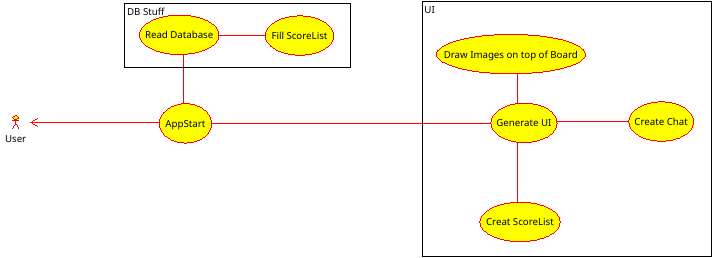 DB Stuff
Read Database
Fill ScoreList
UI
Draw Images on top of Board
User
AppStart
Generate UI
Create Chat
Creat ScoreList